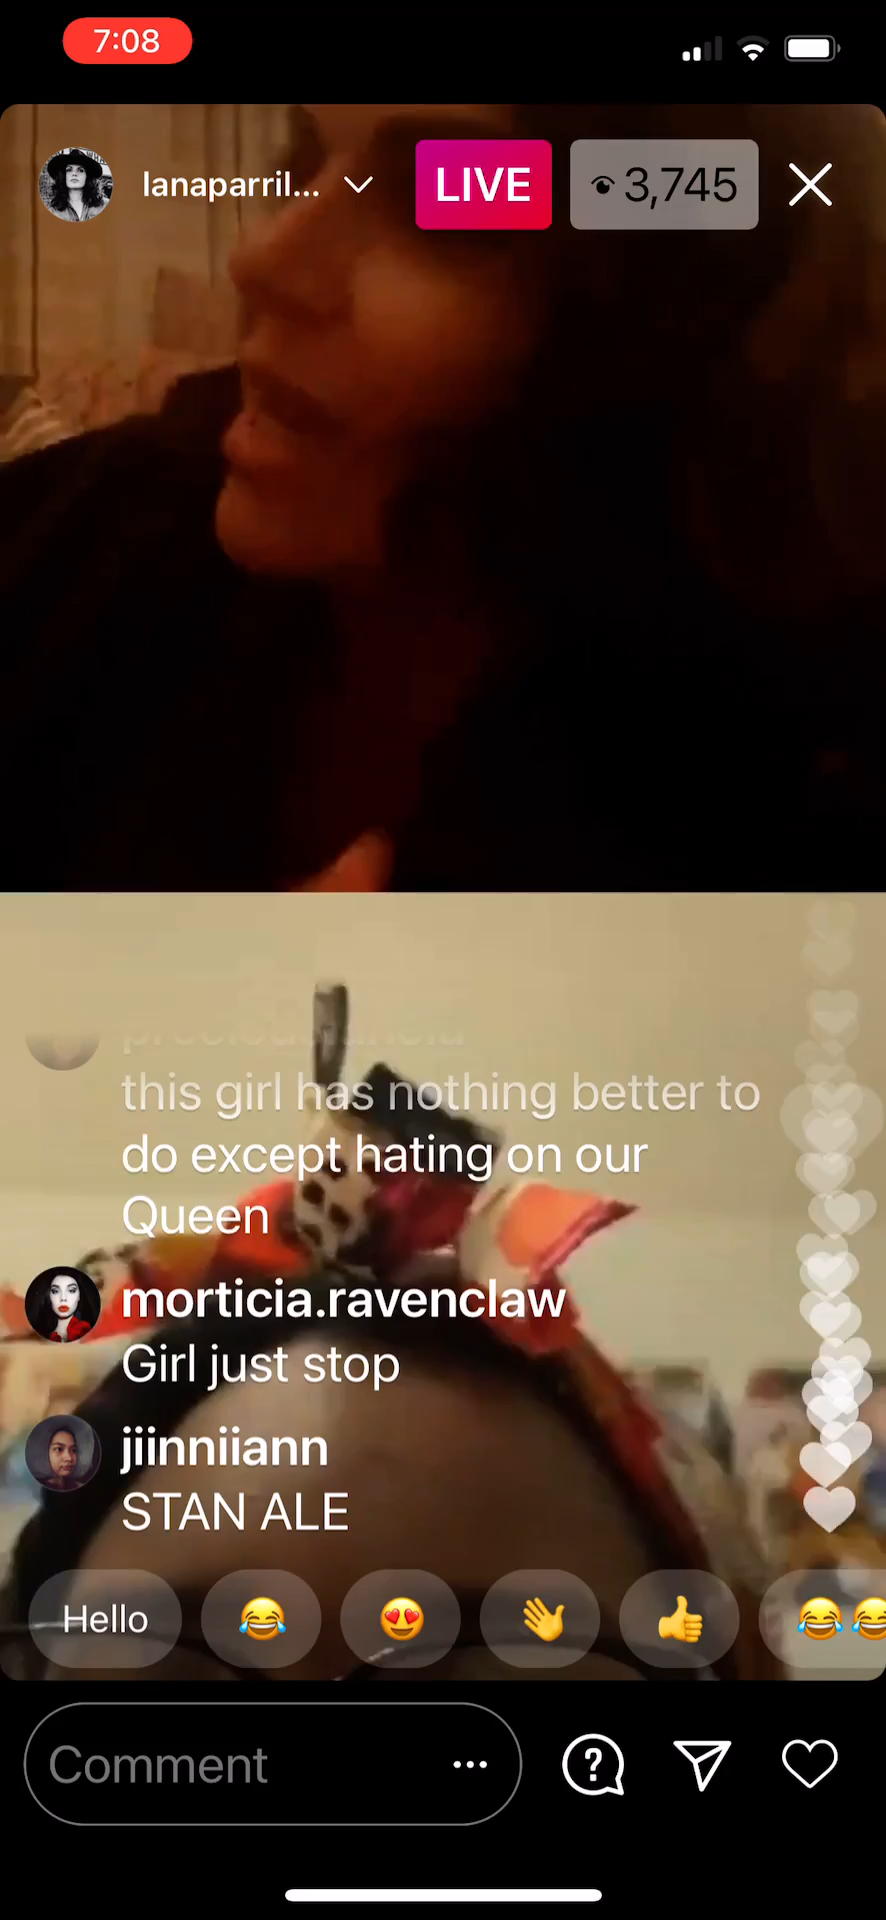 7:08
lanaparril...
LIVE
3,745
this girl has nothing better to
do except hating on our
Queen
morticia.ravenclaw
Girl just stop
jiinniiann
STAN ALE
Hello
Comment